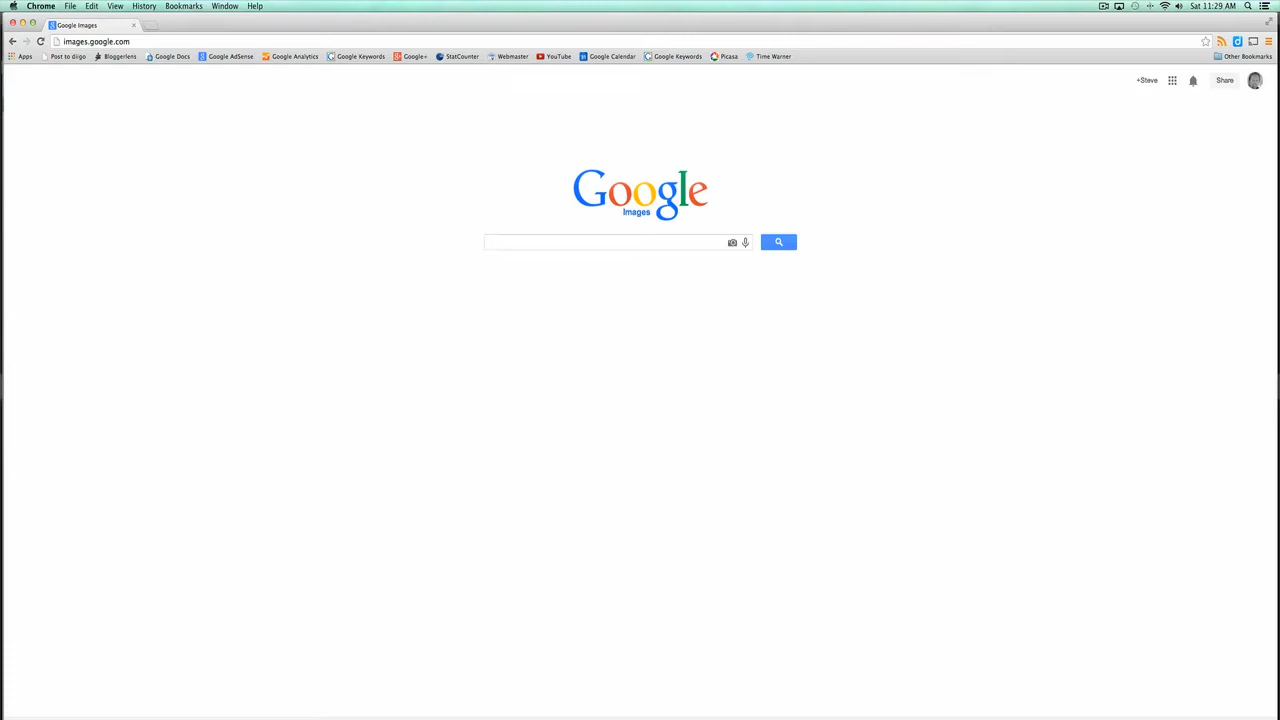 Chrome File Edit View History Bookmarks Window Help Sat 11:29 AM
Google Images
images.google.com
Apps Post to diigo Bloggerlens Google Docs Google AdSense Google Analytics Google Keywords Google+ StatCounter Webmaster YouTube Google Calendar Google Keywords Picasa Time Warner Other Bookmarks
+Steve Share
Google
Images